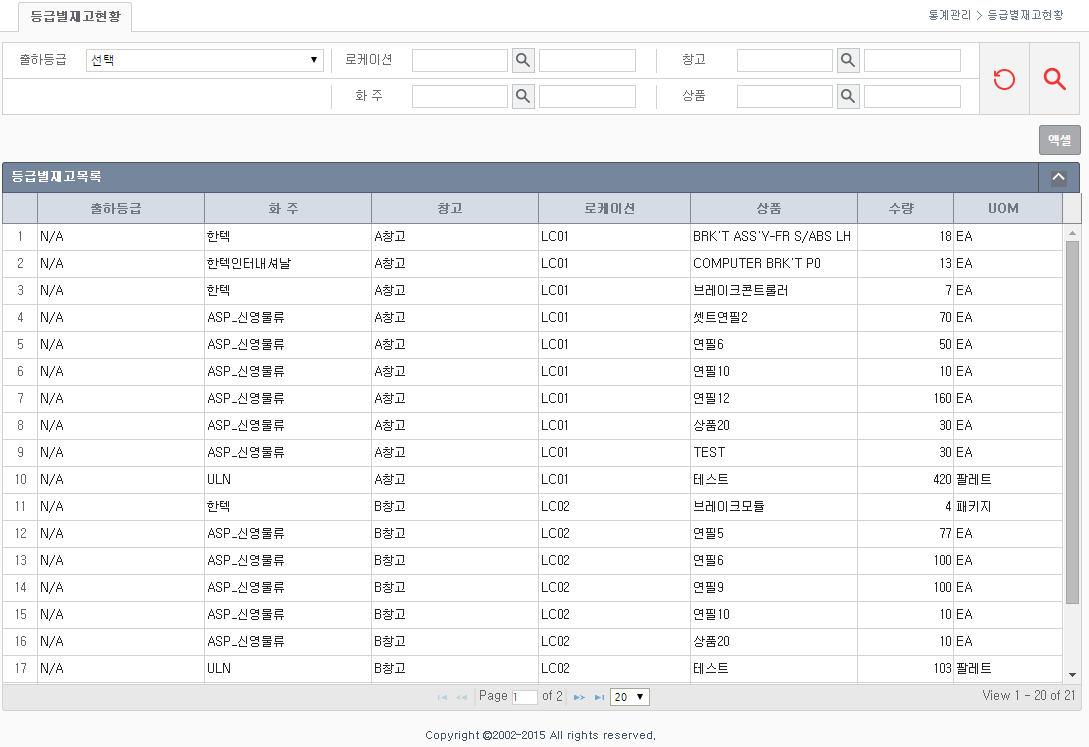 등급별재고현황
통계관리 > 등급별재고현황
출하등급 선택 ▼ 로케이션 창고
화 주 상품
엑셀
등급별재고목록
출하등급 화 주 창고 로케이션 상품 수량 UOM
1 N/A 한텍 A창고 LC01 BRK'T ASS'Y-FR S/ABS LH 18 EA
2 N/A 한텍인터내셔날 A창고 LC01 COMPUTER BRK'T PO 13 EA
3 N/A 한텍 A창고 LC01 브레이크콘트롤러 7 EA
4 N/A ASP_신영물류 A창고 LC01 셋트연필2 70 EA
5 N/A ASP_신영물류 A창고 LC01 연필6 50 EA
6 N/A ASP_신영물류 A창고 LC01 연필10 10 EA
7 N/A ASP_신영물류 A창고 LC01 연필12 160 EA
8 N/A ASP_신영물류 A창고 LC01 상품20 30 EA
9 N/A ASP_신영물류 A창고 LC01 TEST 30 EA
10 N/A ULN A창고 LC01 테스트 420 팔레트
11 N/A 한텍 B창고 LC02 브레이크모듈 4 패키지
12 N/A ASP_신영물류 B창고 LC02 연필5 77 EA
13 N/A ASP_신영물류 B창고 LC02 연필6 100 EA
14 N/A ASP_신영물류 B창고 LC02 연필9 100 EA
15 N/A ASP_신영물류 B창고 LC02 연필10 10 EA
16 N/A ASP_신영물류 B창고 LC02 상품20 10 EA
17 N/A ULN B창고 LC02 테스트 103 팔레트
Page 1 of 2 20 ▼ View 1 - 20 of 21
Copyright ©2002-2015 All rights reserved.